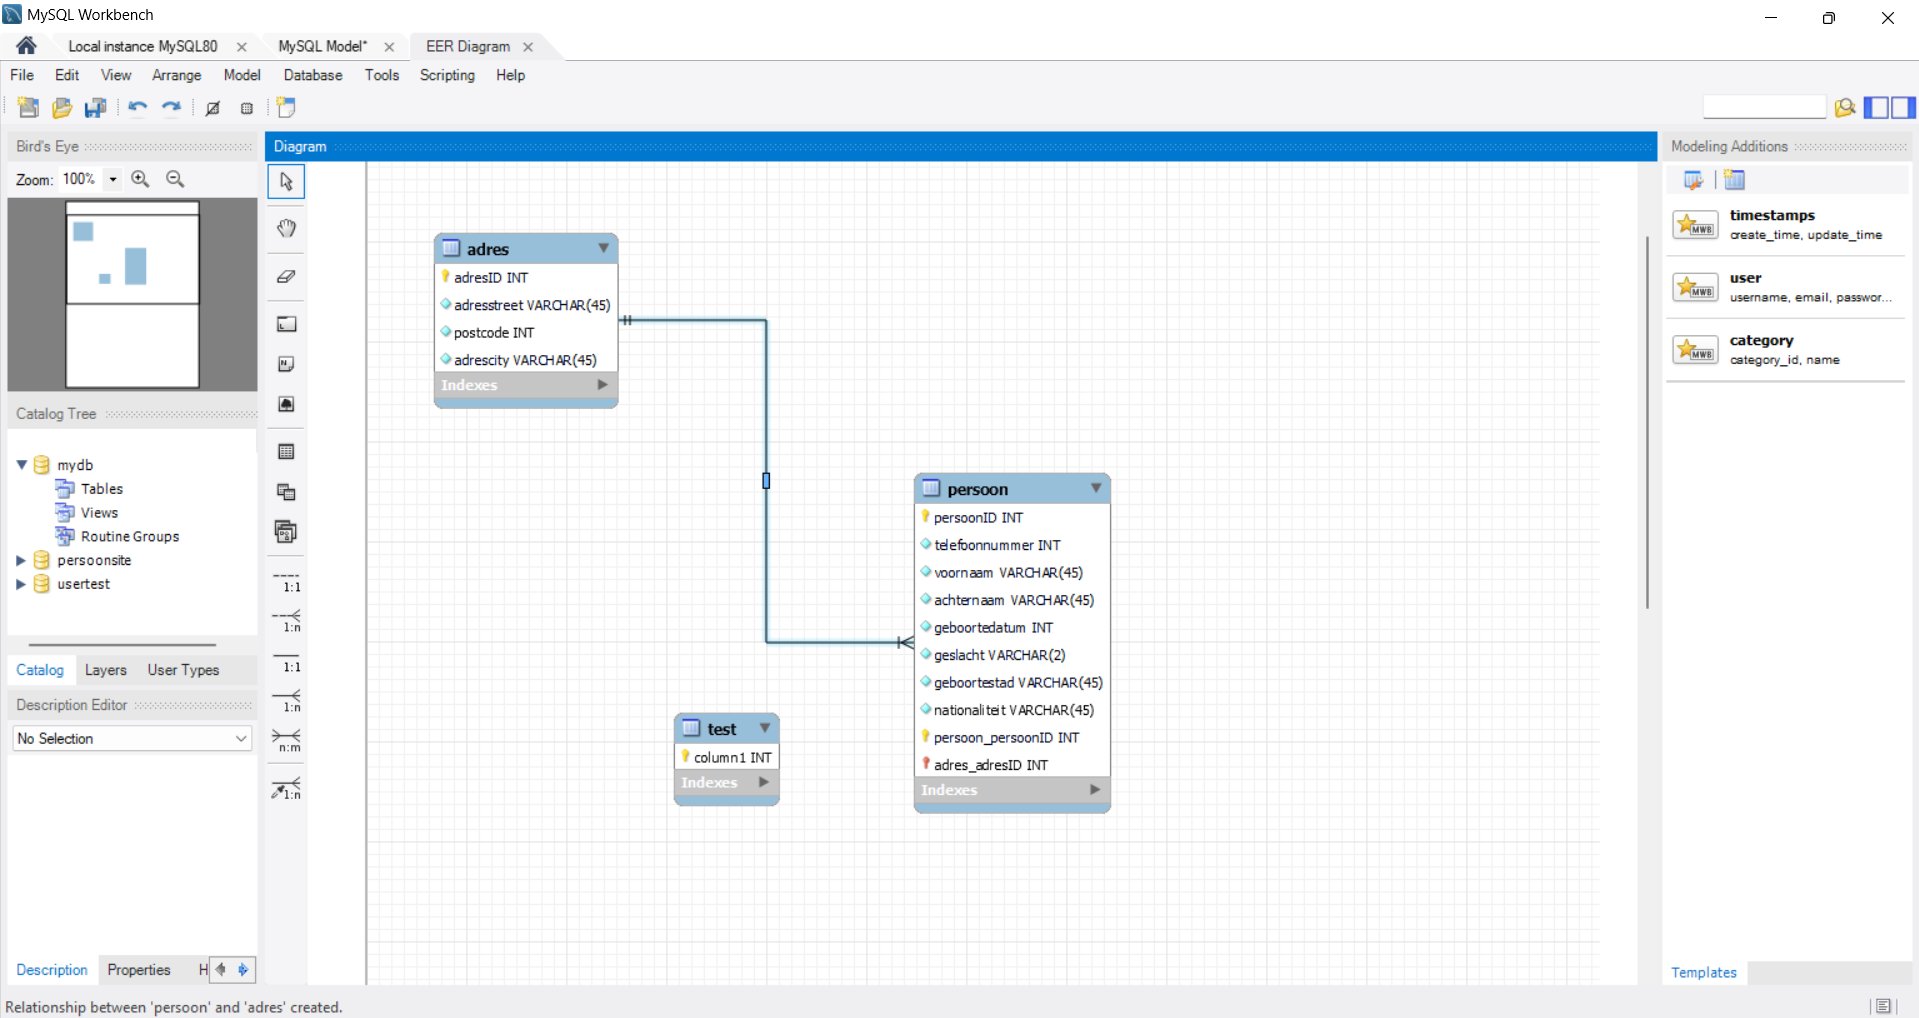 MySQL Workbench
Local instance MySQL80
MySQL Model*
EER Diagram
File Edit View Arrange Model Database Tools Scripting Help
Bird's Eye
Zoom: 100%
Catalog Tree
mydb
Tables
Views
Routine Groups
persoonsite
usertest
Catalog Layers User Types
Description Editor
No Selection
Description Properties H
Relationship between 'persoon' and 'adres' created.
Diagram
1:1
1:n
1:1
1:n
n:m
1:n
adres
adresID INT
adresstreet VARCHAR(45)
postcode INT
adrescity VARCHAR(45)
Indexes
test
column1 INT
Indexes
persoon
persoonID INT
telefoonnummer INT
voornaam VARCHAR(45)
achternaam VARCHAR(45)
geboortedatum INT
geslacht VARCHAR(2)
geboortestad VARCHAR(45)
nationaliteit VARCHAR(45)
persoon_persoonID INT
adres_adresID INT
Indexes
Modeling Additions
MWB
timestamps
create_time, update_time
MWB
user
username, email, passwor...
MWB
category
category_id, name
Templates